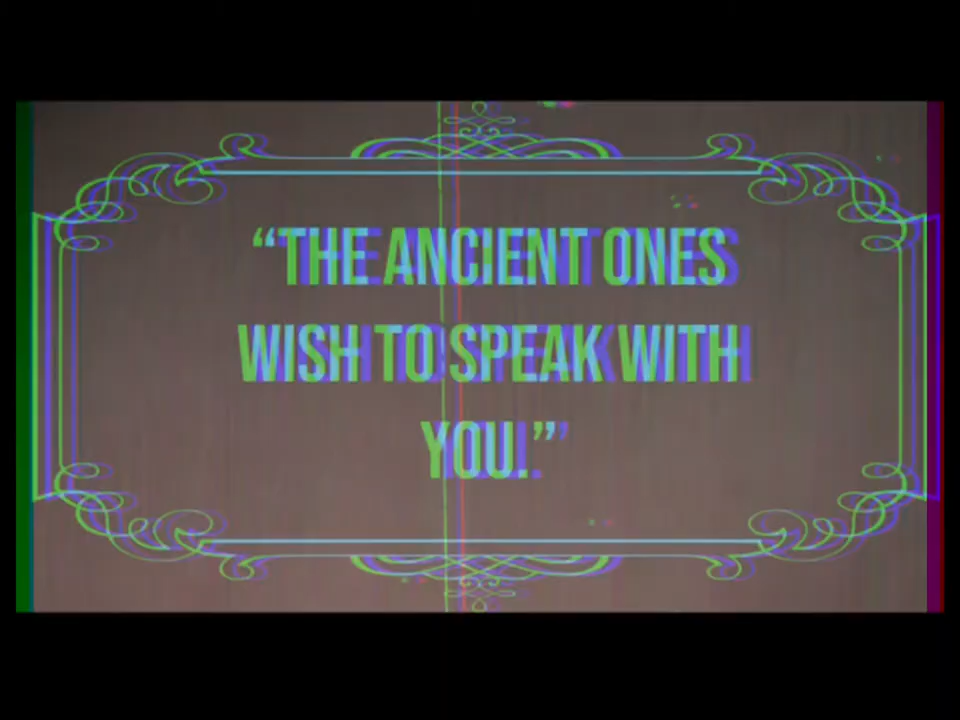 “THE ANCIENT ONES
WISH TO SPEAK WITH
YOU.”